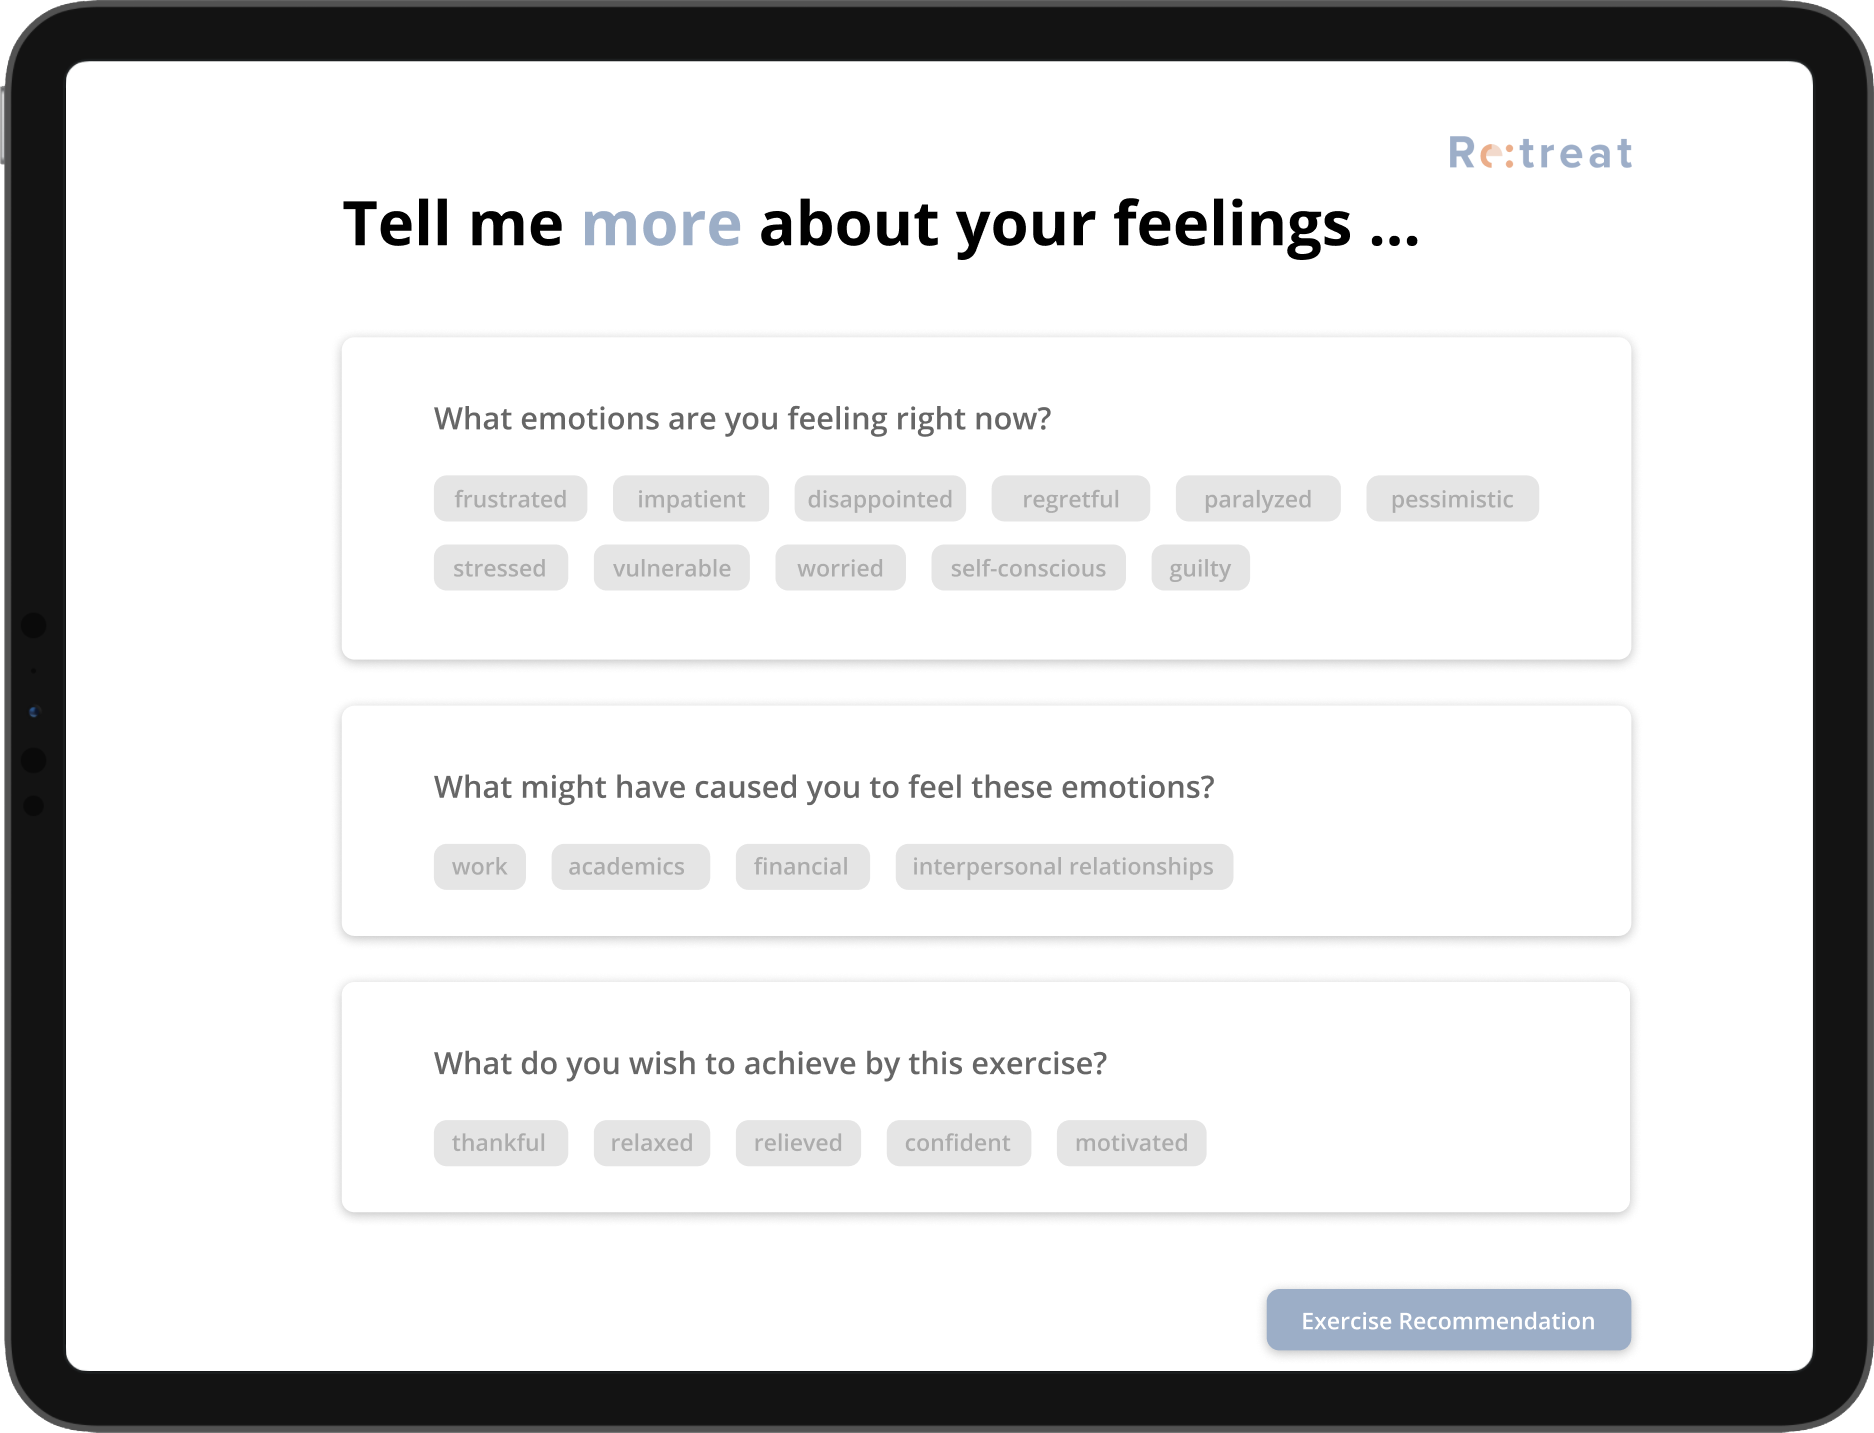 Re:treat
Tell me more about your feelings ...
What emotions are you feeling right now?
frustrated impatient disappointed regretful paralyzed pessimistic
stressed vulnerable worried self-conscious guilty
What might have caused you to feel these emotions?
work academics financial interpersonal relationships
What do you wish to achieve by this exercise?
thankful relaxed relieved confident motivated
Exercise Recommendation